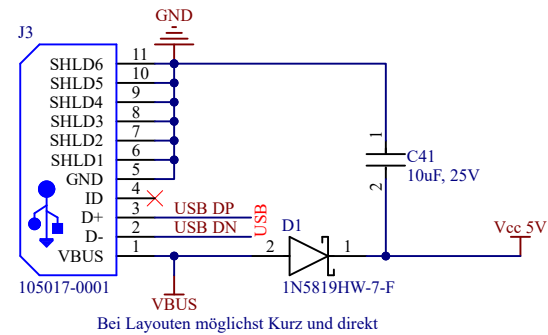 GND
J3
SHLD6 11
SHLD5 10
SHLD4 9
SHLD3 8
SHLD2 7
SHLD1 6
GND 5
ID 4
D+ 3 USB DP
D- 2 USB DN
USB
VBUS 1
105017-0001
VBUS
1
C41
10uF, 25V
2
D1
2 1
1N5819HW-7-F
Vcc 5V
Bei Layouten möglichst Kurz und direkt